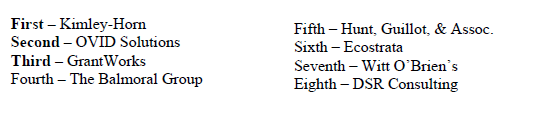 First – Kimley-Horn
Second – OVID Solutions
Third – GrantWorks
Fourth – The Balmoral Group
Fifth – Hunt, Guillot, & Assoc.
Sixth – Ecostrata
Seventh – Witt O’Brien’s
Eighth – DSR Consulting